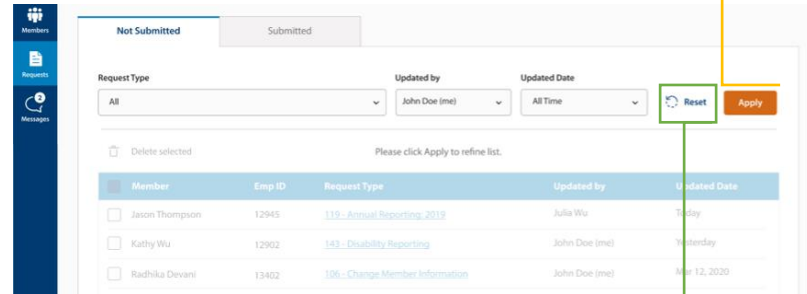 Members
Requests
2
Messages
Not Submitted Submitted
Request Type Updated by Updated Date
All John Doe (me) All Time Reset Apply
Delete selected Please click Apply to refine list.
Member Emp ID Request Type Updated by Updated Date
Jason Thompson 12945 119 - Annual Reporting: 2019 Julia Wu Today
Kathy Wu 12902 143 - Disability Reporting John Doe (me) Yesterday
Radhika Devani 13402 106 - Change Member Information John Doe (me) Mar 12, 2020